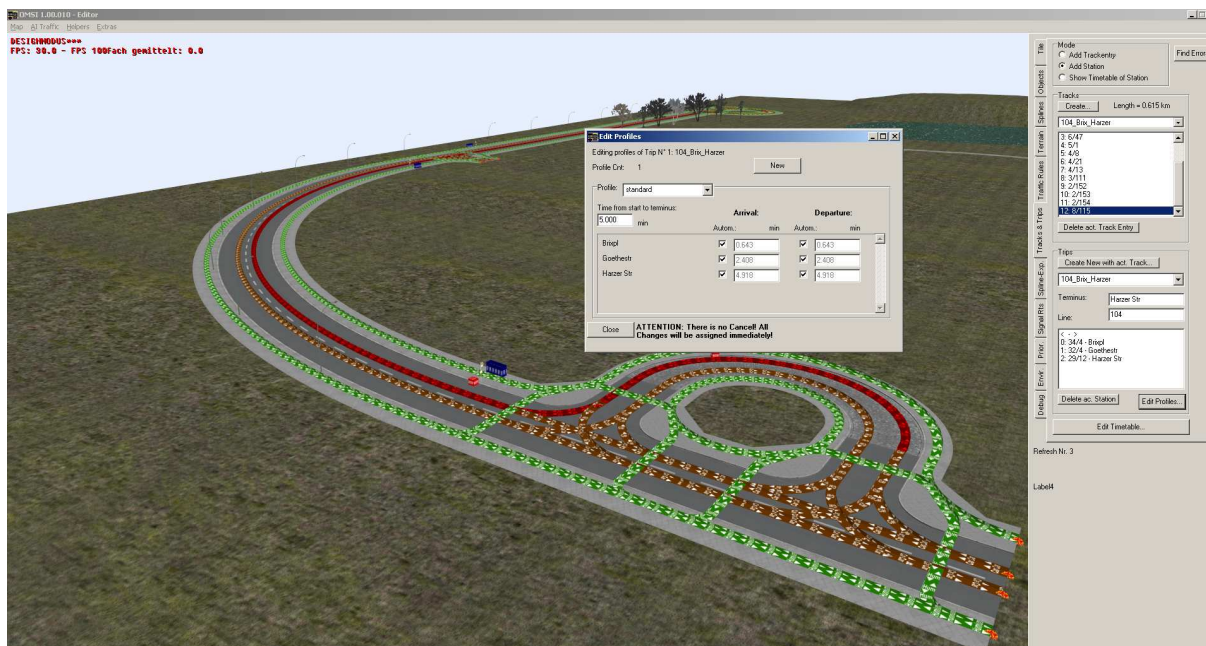 OMSI 1.00.010 - Editor
Map AI Traffic Helpers Extras
DESIGNMODUS***
FPS: 30.0 - FPS 100Fach gemittelt: 0.0
Edit Profiles
Editing profiles of Trip N° 1: 104_Brix_Harzer
Profile Cnt: 1
New
Profile: standard
Time from start to terminus:
5.000 min
Arrival: Departure:
Autom.: min Autom.: min
Brixpl 0.643 0.643
Goethestr 2.408 2.408
Harzer Str 4.918 4.918
Close
ATTENTION: There is no Cancel! All
Changes will be assigned immediately!
Tile
Objects
Splines
Terrain
Traffic Rules
Tracks & Trips
Spline-Exp.
Signal Rts
Prior.
Envir.
Debug
Mode
Add Trackentry
Add Station
Show Timetable of Station
Find Error
Tracks
Create... Length = 0.615 km
104_Brix_Harzer
3: 6/47
4: 5/1
5: 4/8
6: 4/21
7: 4/13
8: 3/111
9: 2/152
10: 2/153
11: 2/154
12: 8/115
Delete act. Track Entry
Trips
Create New with act. Track...
104_Brix_Harzer
Terminus: Harzer Str
Line: 104
< - >
0: 34/4 - Brixpl
1: 32/4 - Goethestr
2: 29/12 - Harzer Str
Delete ac. Station
Edit Profiles...
Edit Timetable...
Refresh Nr. 3
Label4